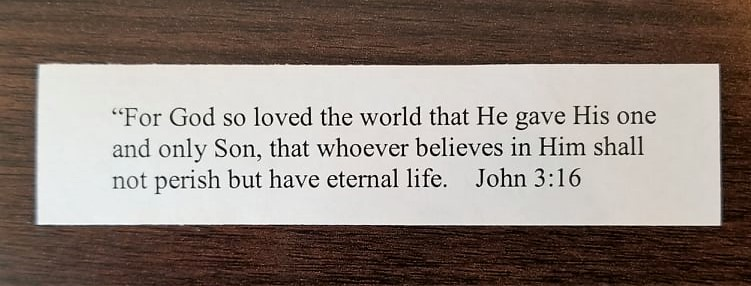 “For God so loved the world that He gave His one
and only Son, that whoever believes in Him shall
not perish but have eternal life. John 3:16